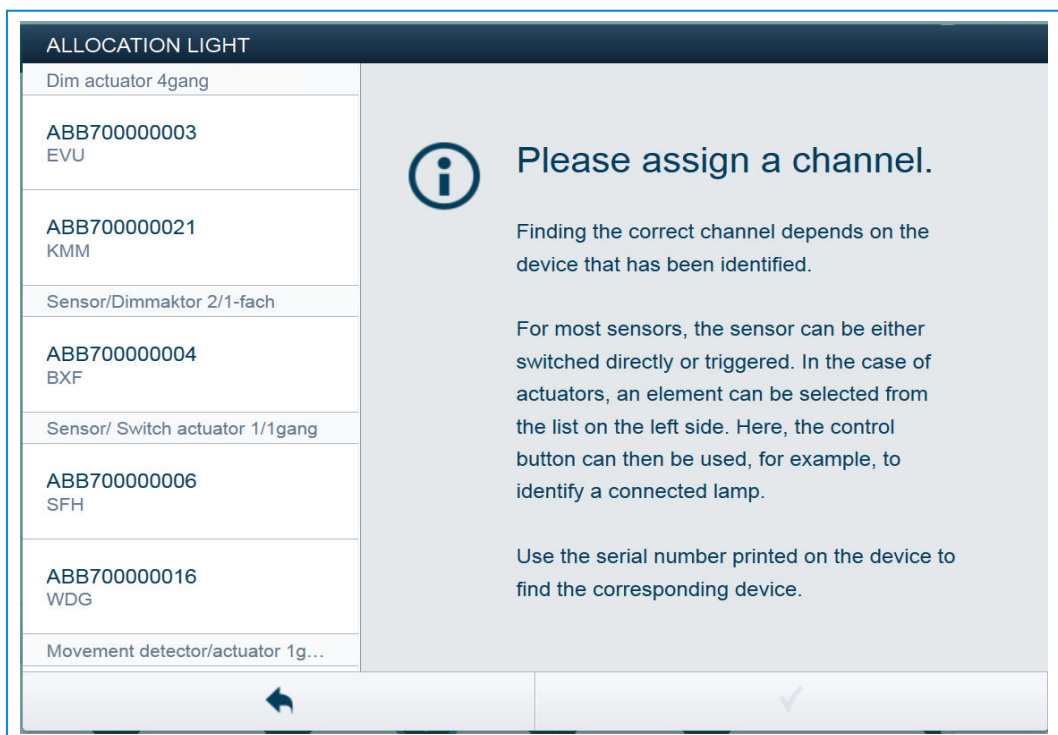 ALLOCATION LIGHT
Dim actuator 4gang
ABB700000003
EVU
ABB700000021
KMM
Sensor/Dimmaktor 2/1-fach
ABB700000004
BXF
Sensor/ Switch actuator 1/1gang
ABB700000006
SFH
ABB700000016
WDG
Movement detector/actuator 1g…
Please assign a channel.
Finding the correct channel depends on the
device that has been identified.
For most sensors, the sensor can be either
switched directly or triggered. In the case of
actuators, an element can be selected from
the list on the left side. Here, the control
button can then be used, for example, to
identify a connected lamp.
Use the serial number printed on the device to
find the corresponding device.